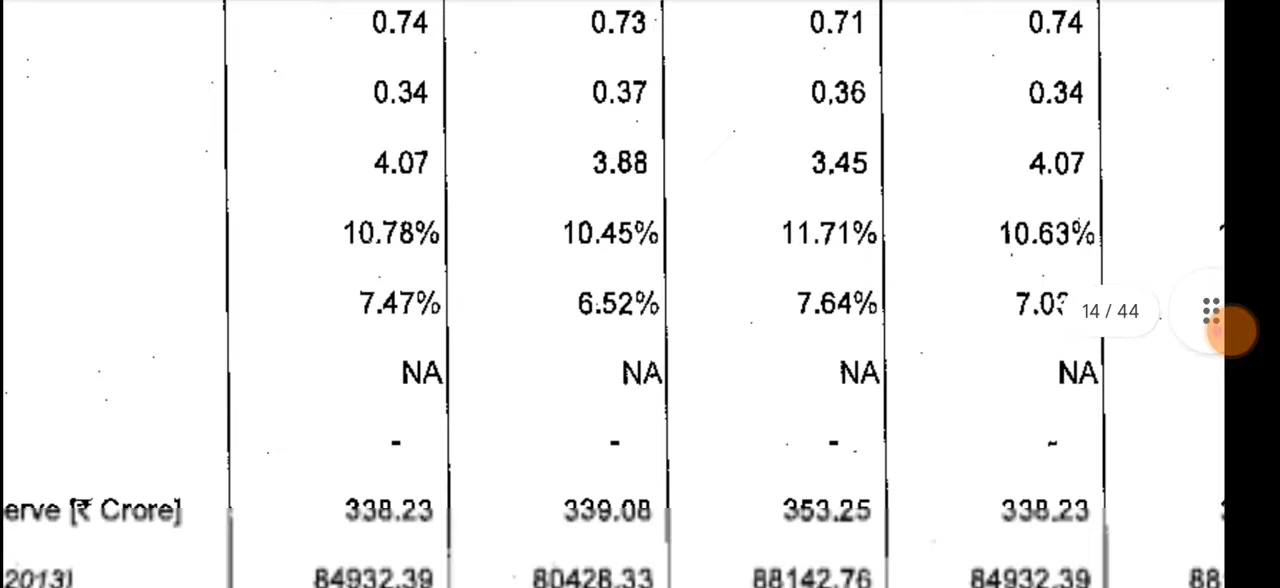 0.74 0.73 0.71 0.74
0.34 0.37 0.36 0.34
4.07 3.88 3.45 4.07
10.78% 10.45% 11.71% 10.63%
7.47% 6.52% 7.64% 7.0
14 / 44
NA NA NA NA
- - - -
erve [₹ Crore] 338.23 339.08 353.25 338.23
2013) 84932.39 80428.33 88142.76 84932.39 88